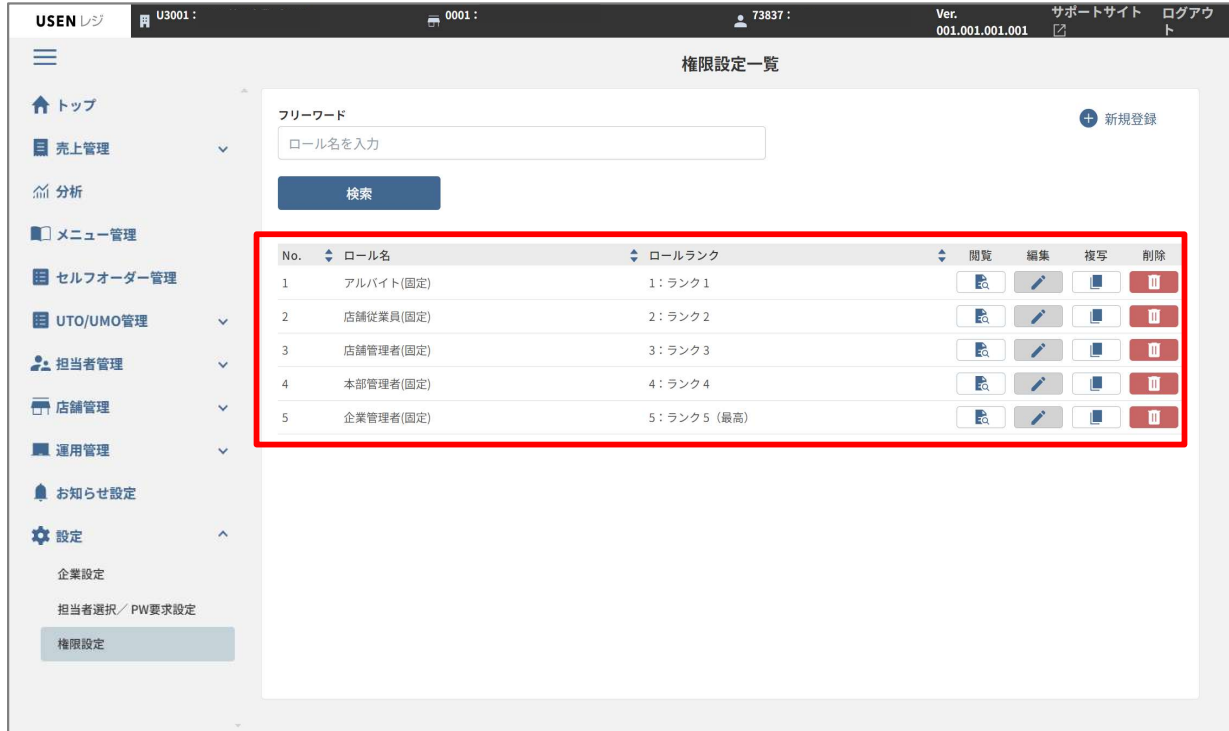 USENレジ
U3001：
0001：
73837：
Ver.
001.001.001.001
サポートサイト
ログアウ
ト
権限設定一覧
トップ
売上管理
分析
メニュー管理
セルフオーダー管理
UTO/UMO管理
担当者管理
店舗管理
運用管理
お知らせ設定
設定
企業設定
担当者選択／PW要求設定
権限設定
フリーワード
新規登録
ロール名を入力
検索
No. ロール名 ロールランク 閲覧 編集 複写 削除
1 アルバイト(固定) 1：ランク1
2 店舗従業員(固定) 2：ランク2
3 店舗管理者(固定) 3：ランク3
4 本部管理者(固定) 4：ランク4
5 企業管理者(固定) 5：ランク5（最高）